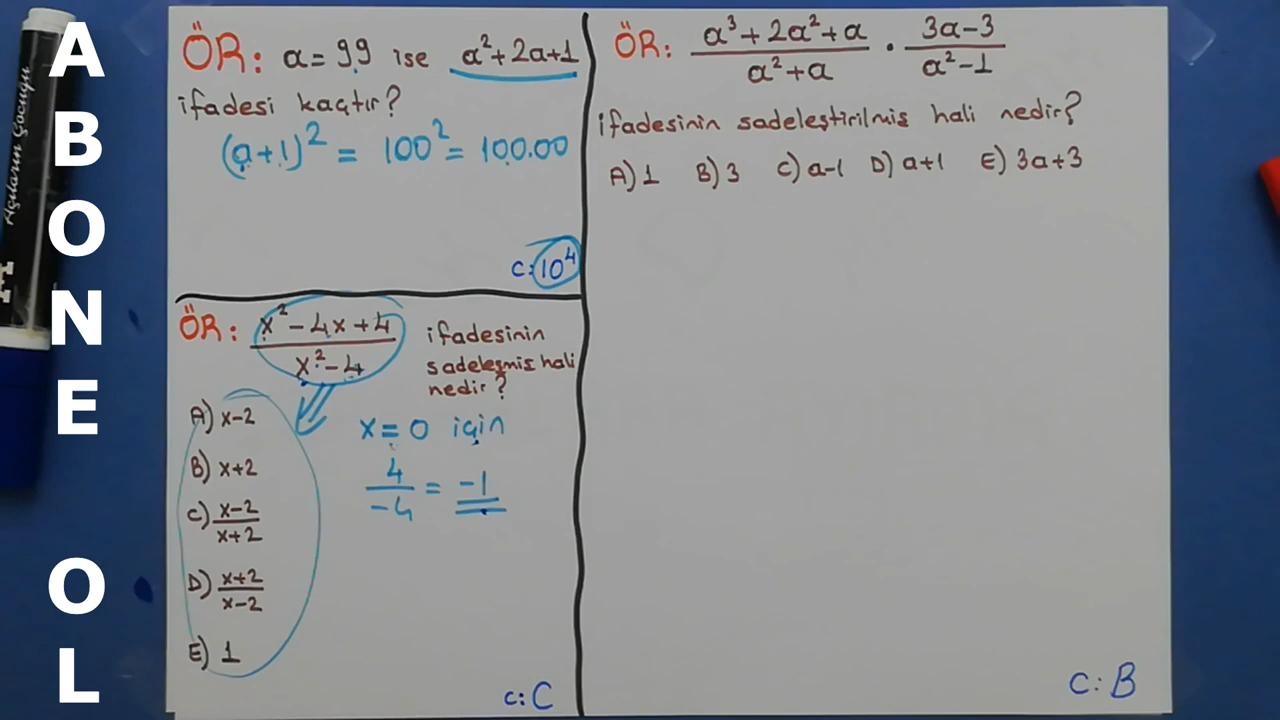 A
B
O
N
E
O
L
Açıların Çocuğu
ÖR: a=99 ise a²+2a+1
ifadesi kaçtır?
(a+1)² = 100² = 100.00
C: 10⁴
ÖR: x²-4x+4 / x²-4 ifadesinin
sadeleşmiş hali
nedir?
A) x-2
B) x+2
C) x-2 / x+2
D) x+2 / x-2
E) 1
x=0 için
4 / -4 = -1
C: C
ÖR: a³+2a²+a / a²+a . 3a-3 / a²-1
ifadesinin sadeleştirilmiş hali nedir?
A) 1 B) 3 C) a-1 D) a+1 E) 3a+3
C: B